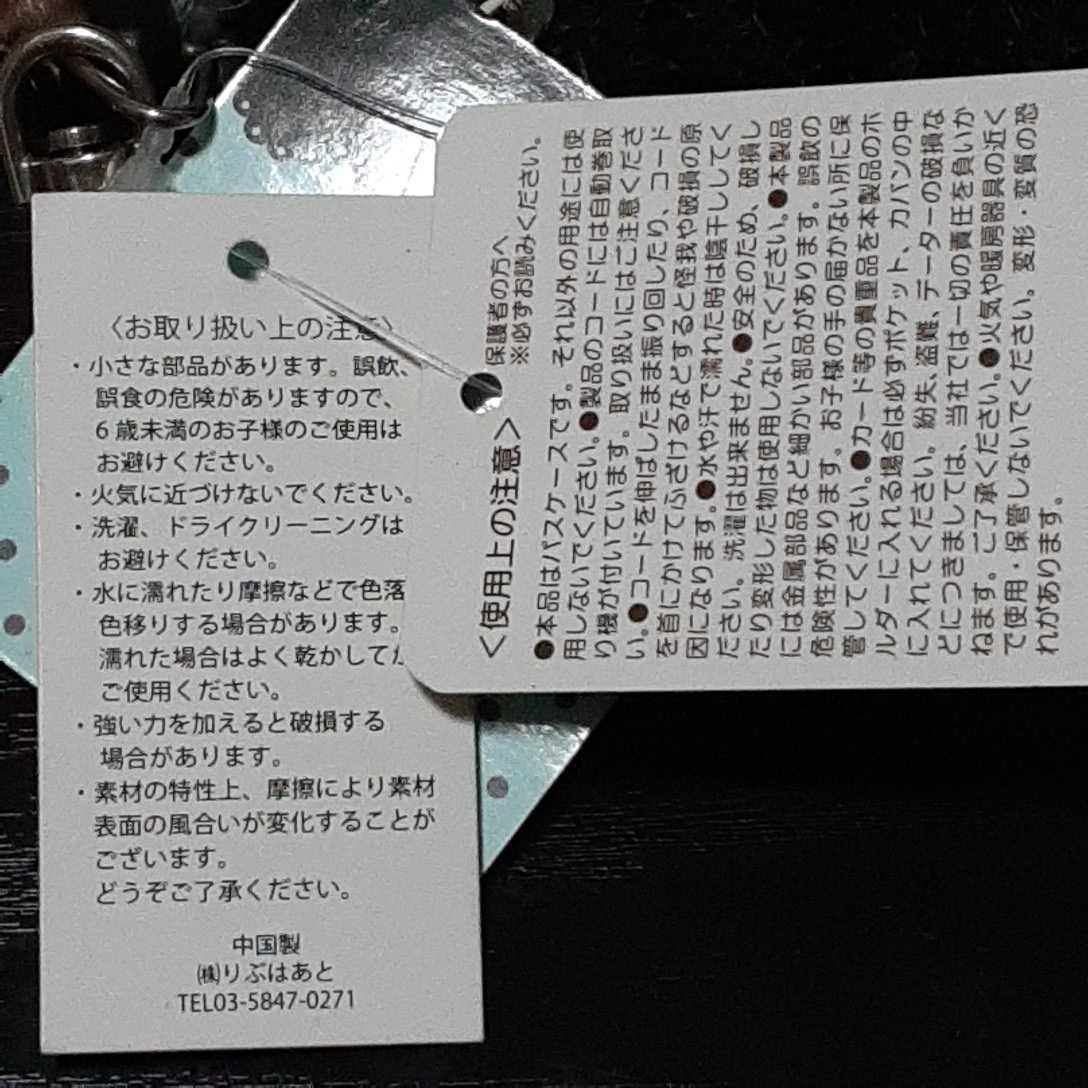 〈お取り扱い上の注意〉
・小さな部品があります。誤飲、
誤食の危険がありますので、
6歳未満のお子様のご使用は
お避けください。
・火気に近づけないでください。
・洗濯、ドライクリーニングは
お避けください。
・水に濡れたり摩擦などで色落
色移りする場合があります。
濡れた場合はよく乾かしてか
ご使用ください。
・強い力を加えると破損する
場合があります。
・素材の特性上、摩擦により素材
表面の風合いが変化することが
ございます。
どうぞご了承ください。
中国製
㈱りぶはあと
TEL03-5847-0271
＜使用上の注意＞
保護者の方へ
※必ずお読みください。
●本品はパスケースです。それ以外の用途には使
用しないでください。●製品のコードには自動巻取
り機が付いています。取り扱いにはご注意くださ
い。●コードを伸ばしたまま振り回したり、コード
を首にかけてふざけるなどすると怪我や破損の原
因になります。●水や汗で濡れた時は陰干ししてく
ださい。洗濯は出来ません。●安全のため、破損し
たり変形した物は使用しないでください。●本製品
には金属部品など細かい部品があります。誤飲の
危険性があります。お子様の手の届かない所に保
管してください。●カード等の貴重品を本製品のホ
ルダーに入れる場合は必ずポケット、カバンの中
に入れてください。紛失、盗難、データーの破損な
どにつきましては、当社では一切の責任を負いか
ねます。ご了承ください。●火気や暖房器具の近く
で使用・保管しないでください。変形・変質の恐
れがあります。